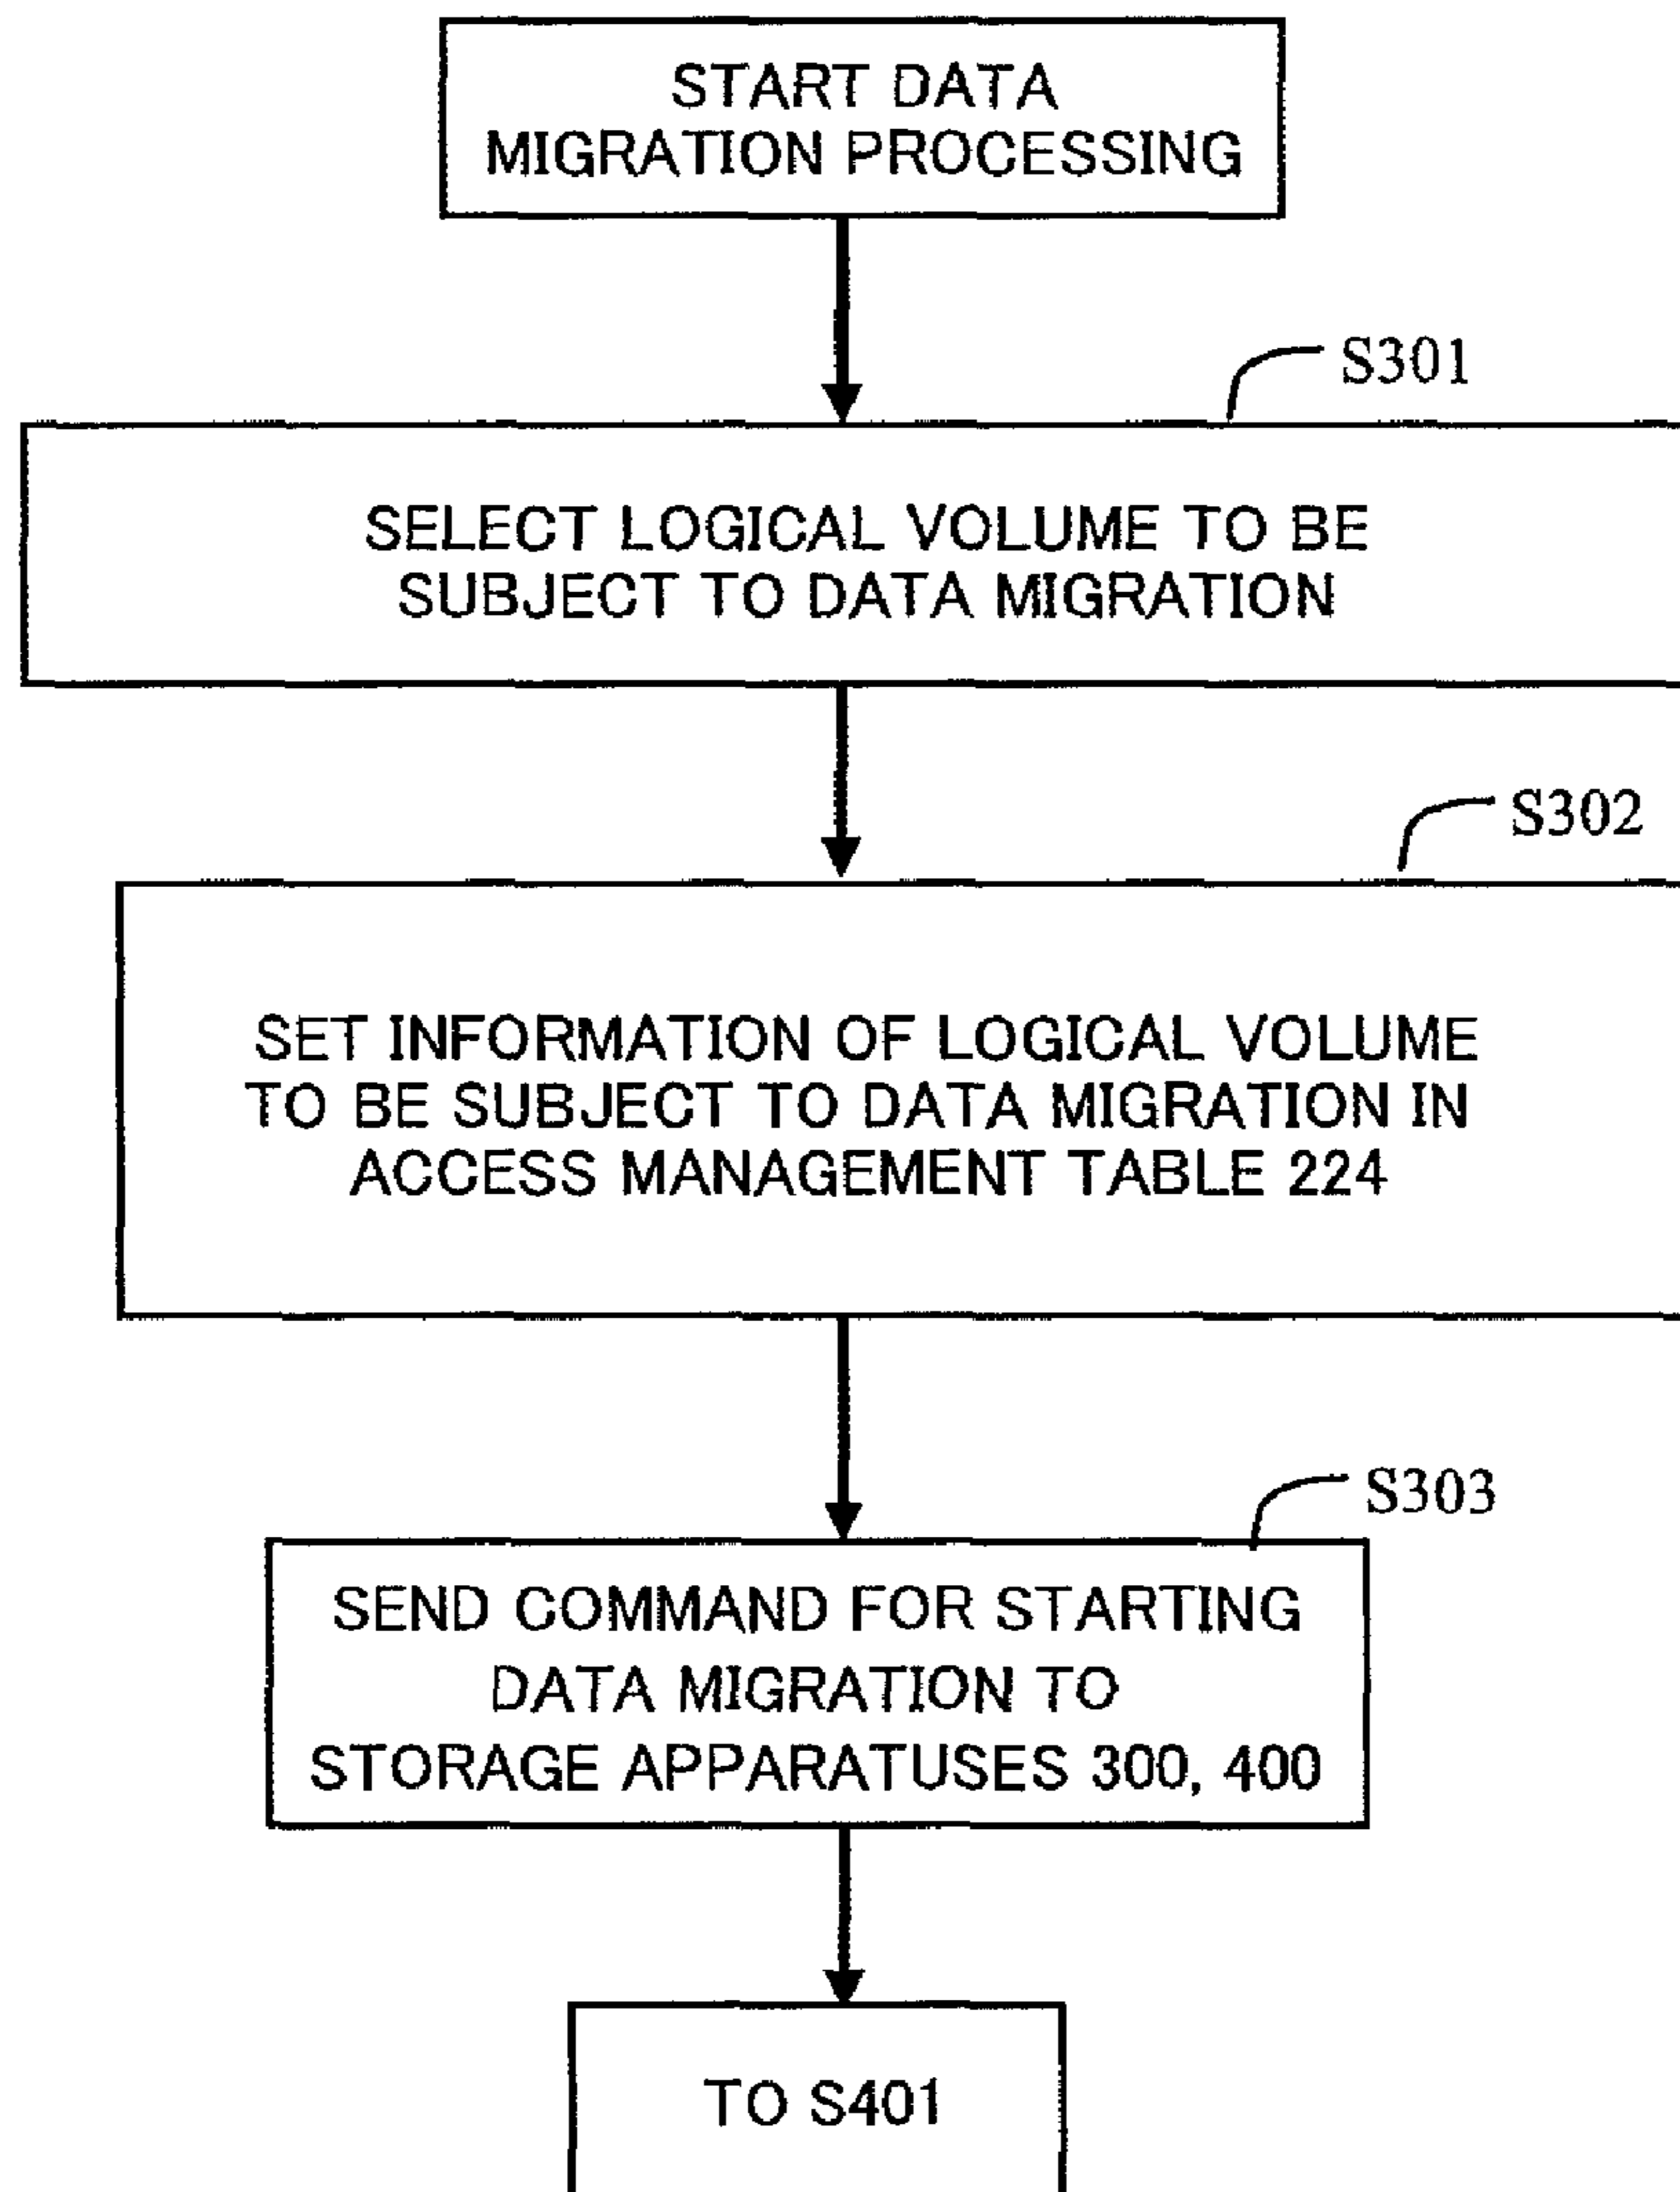 START DATA
MIGRATION PROCESSING
S301
SELECT LOGICAL VOLUME TO BE
SUBJECT TO DATA MIGRATION
S302
SET INFORMATION OF LOGICAL VOLUME
TO BE SUBJECT TO DATA MIGRATION IN
ACCESS MANAGEMENT TABLE 224
S303
SEND COMMAND FOR STARTING
DATA MIGRATION TO
STORAGE APPARATUSES 300, 400
TO S401